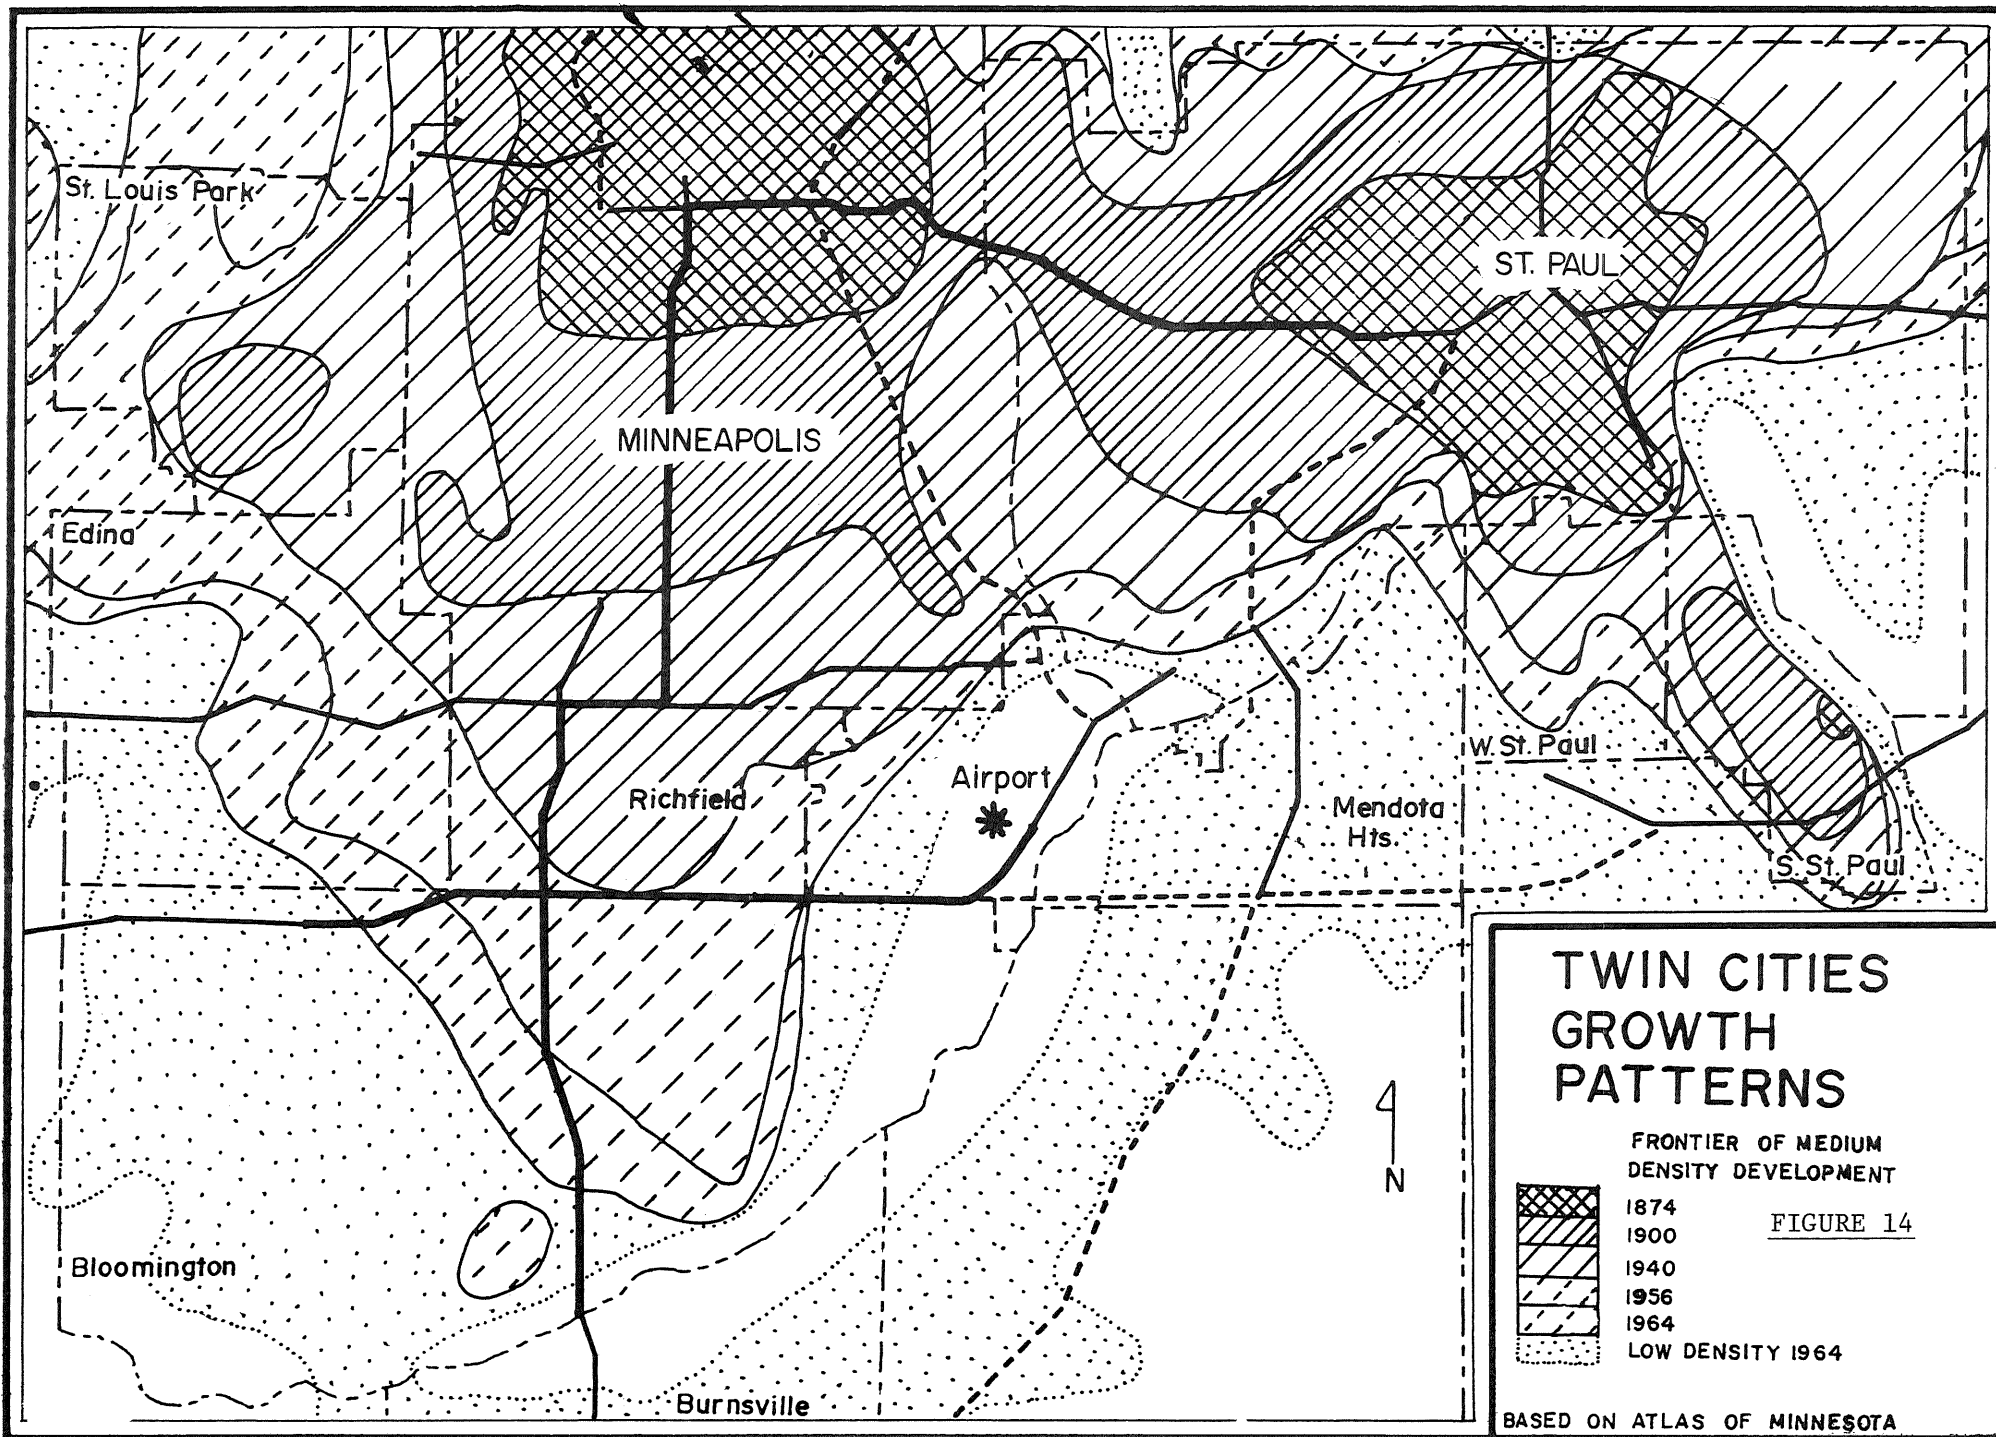 St. Louis Park
ST. PAUL
MINNEAPOLIS
Edina
W. St. Paul
Airport
Richfield
Mendota
Hts.
S. St. Paul
TWIN CITIES
GROWTH
PATTERNS
FRONTIER OF MEDIUM
DENSITY DEVELOPMENT
1874
FIGURE 14
1900
1940
1956
1964
LOW DENSITY 1964
N
Bloomington
Burnsville
BASED ON ATLAS OF MINNESOTA